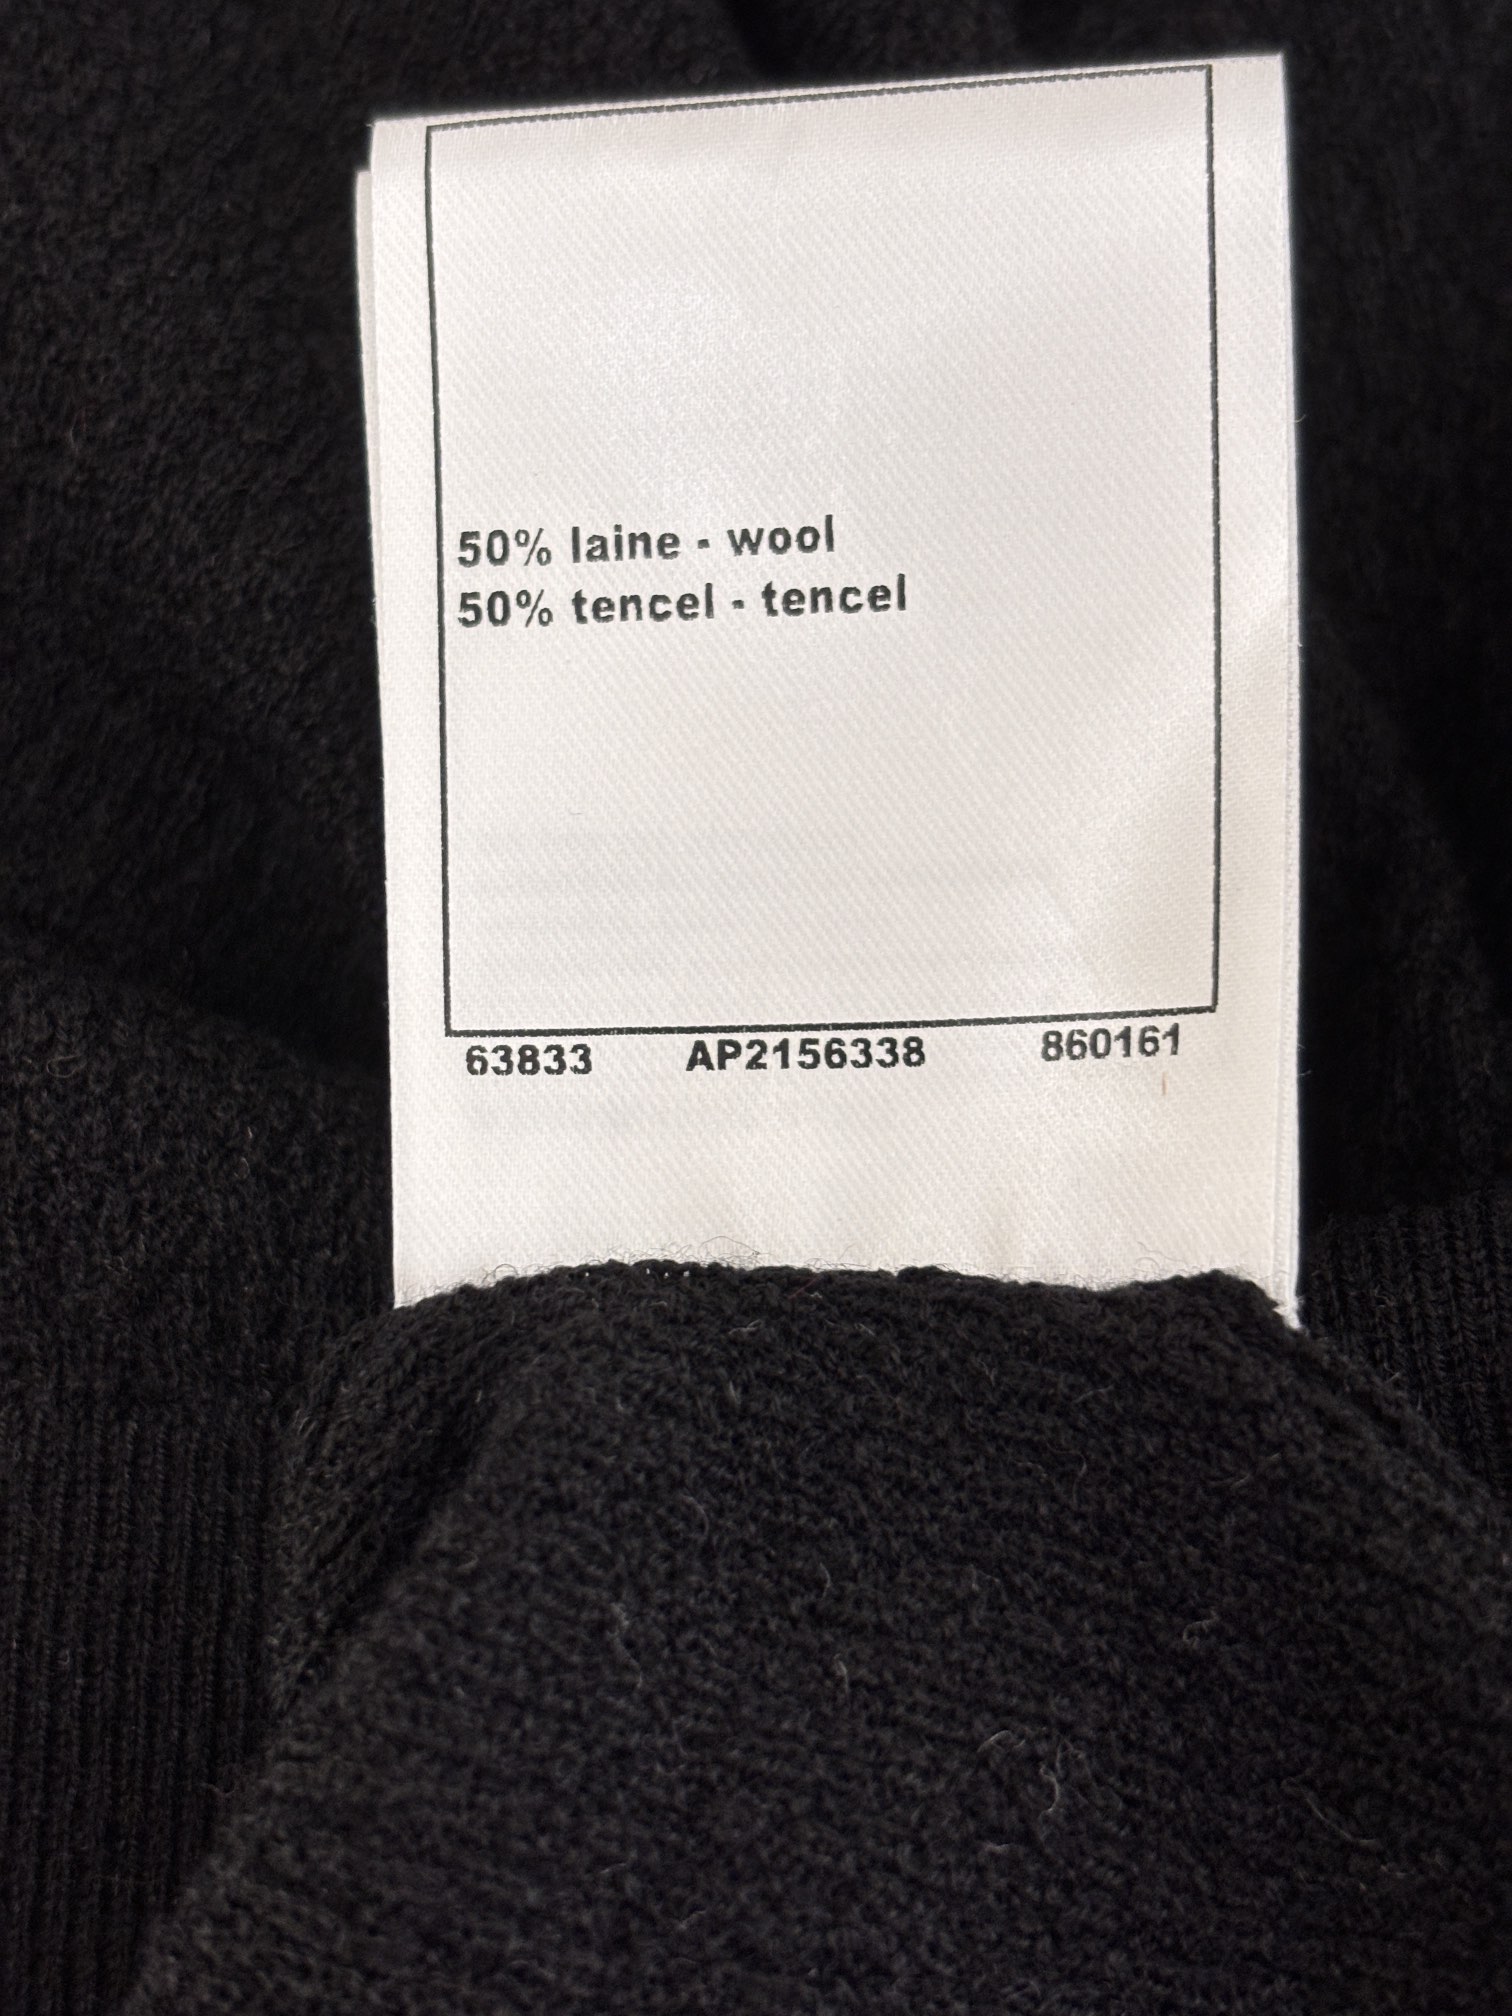 50% laine - wool
50% tencel - tencel
63833 AP2156338 860161